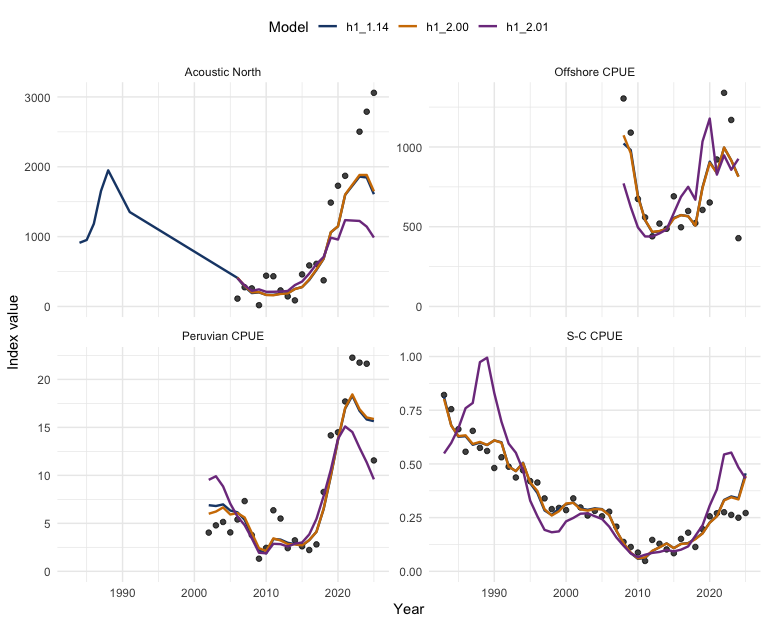 Model h1_1.14 h1_2.00 h1_2.01
Acoustic North
Offshore CPUE
3000
2000
1000
0
1000
500
0
Peruvian CPUE
S-C CPUE
20
15
10
5
0
1.00
0.75
0.50
0.25
0.00
1990 2000 2010 2020
1990 2000 2010 2020
Index value
Year